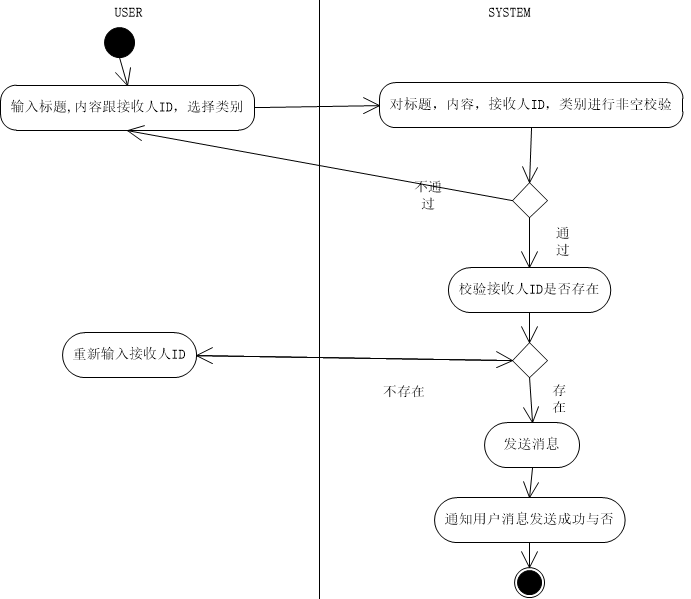 USER
SYSTEM
输入标题,内容跟接收人ID，选择类别
对标题，内容，接收人ID，类别进行非空校验
不通
过
通
过
校验接收人ID是否存在
重新输入接收人ID
不存在
存
在
发送消息
通知用户消息发送成功与否